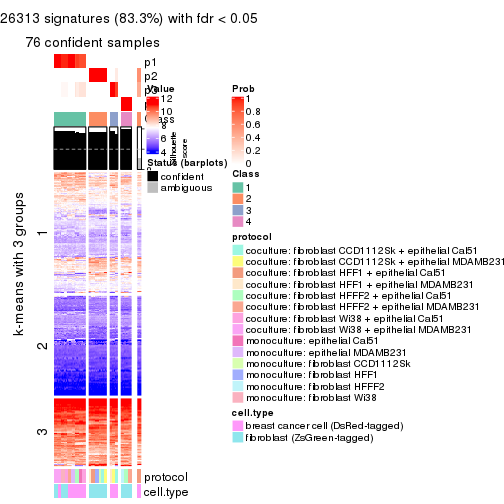 26313 signatures (83.3%) with fdr < 0.05
76 confident samples
p1
p2
p3
Value
12
10
8
6
4
Prob
1
0.8
0.6
0.4
0.2
0
Silhouette
score
Status (barplots)
confident
ambiguous
Class
1
2
3
4
k-means with 3 groups
1
2
3
protocol
coculture: fibroblast CCD1112Sk + epithelial Cal51
coculture: fibroblast CCD1112Sk + epithelial MDAMB231
coculture: fibroblast HFF1 + epithelial Cal51
coculture: fibroblast HFF1 + epithelial MDAMB231
coculture: fibroblast HFFF2 + epithelial Cal51
coculture: fibroblast HFFF2 + epithelial MDAMB231
coculture: fibroblast Wi38 + epithelial Cal51
coculture: fibroblast Wi38 + epithelial MDAMB231
monoculture: epithelial Cal51
monoculture: epithelial MDAMB231
monoculture: fibroblast CCD1112Sk
monoculture: fibroblast HFF1
monoculture: fibroblast HFFF2
monoculture: fibroblast Wi38
cell.type
breast cancer cell (DsRed-tagged)
fibroblast (ZsGreen-tagged)
protocol
cell.type